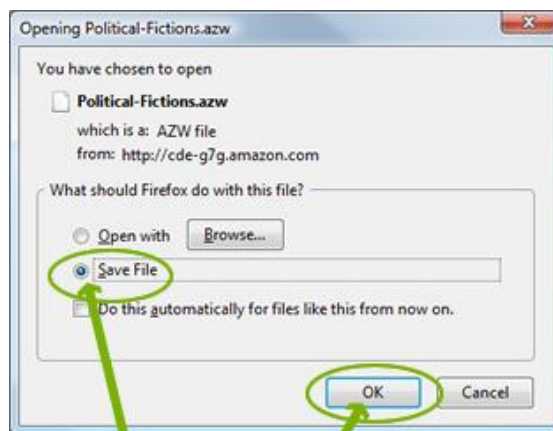 Opening Political-Fictions.azw
You have chosen to open
Political-Fictions.azw
which is a: AZW file
from: http://cde-g7g.amazon.com
What should Firefox do with this file?
Open with Browse...
Save File
Do this automatically for files like this from now on.
OK Cancel